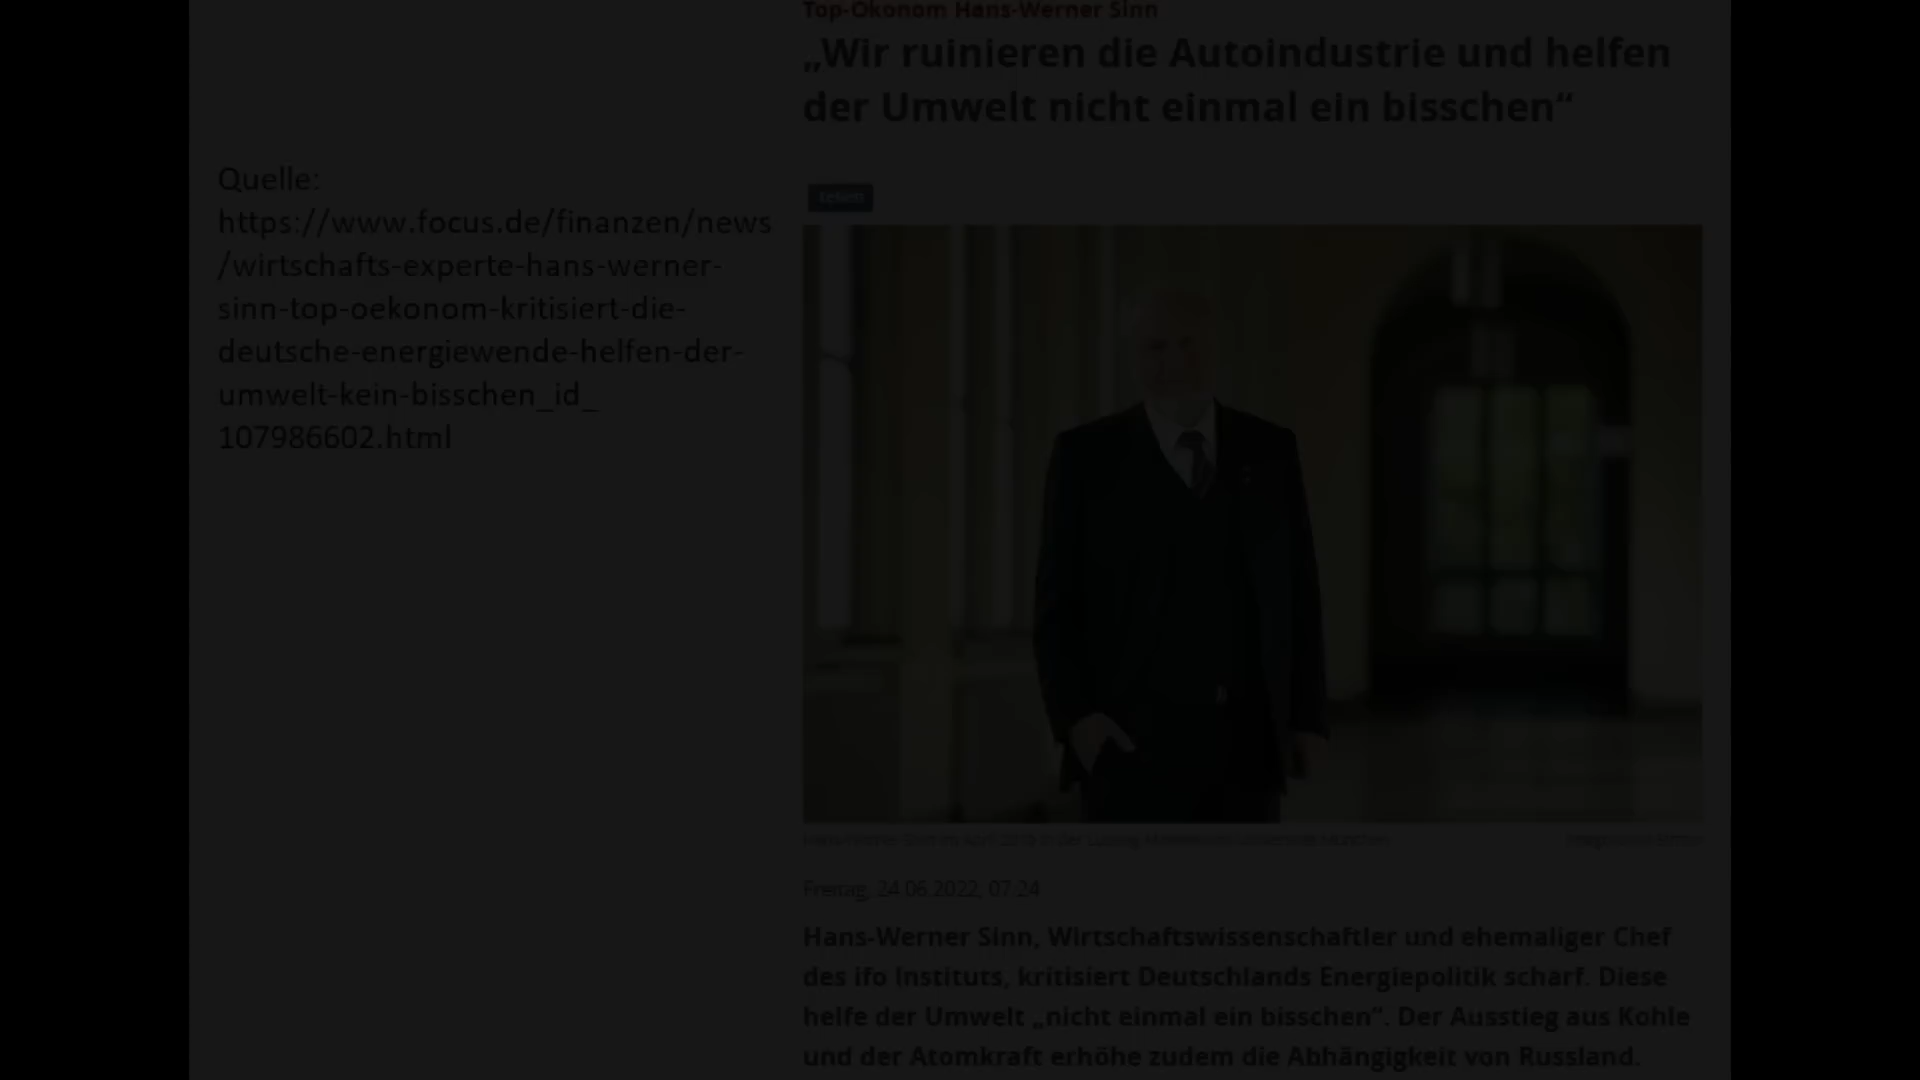 Top-Ökonom Hans-Werner Sinn
„Wir ruinieren die Autoindustrie und helfen
der Umwelt nicht einmal ein bisschen“
Quelle:
https://www.focus.de/finanzen/news
/wirtschafts-experte-hans-werner-
sinn-top-oekonom-kritisiert-die-
deutsche-energiewende-helfen-der-
umwelt-kein-bisschen_id_
107986602.html
Teilen
Freitag, 24.06.2022, 07:24
Hans-Werner Sinn, Wirtschaftswissenschaftler und ehemaliger Chef
des ifo Instituts, kritisiert Deutschlands Energiepolitik scharf. Diese
helfe der Umwelt „nicht einmal ein bisschen“. Der Ausstieg aus Kohle
und der Atomkraft erhöhe zudem die Abhängigkeit von Russland.